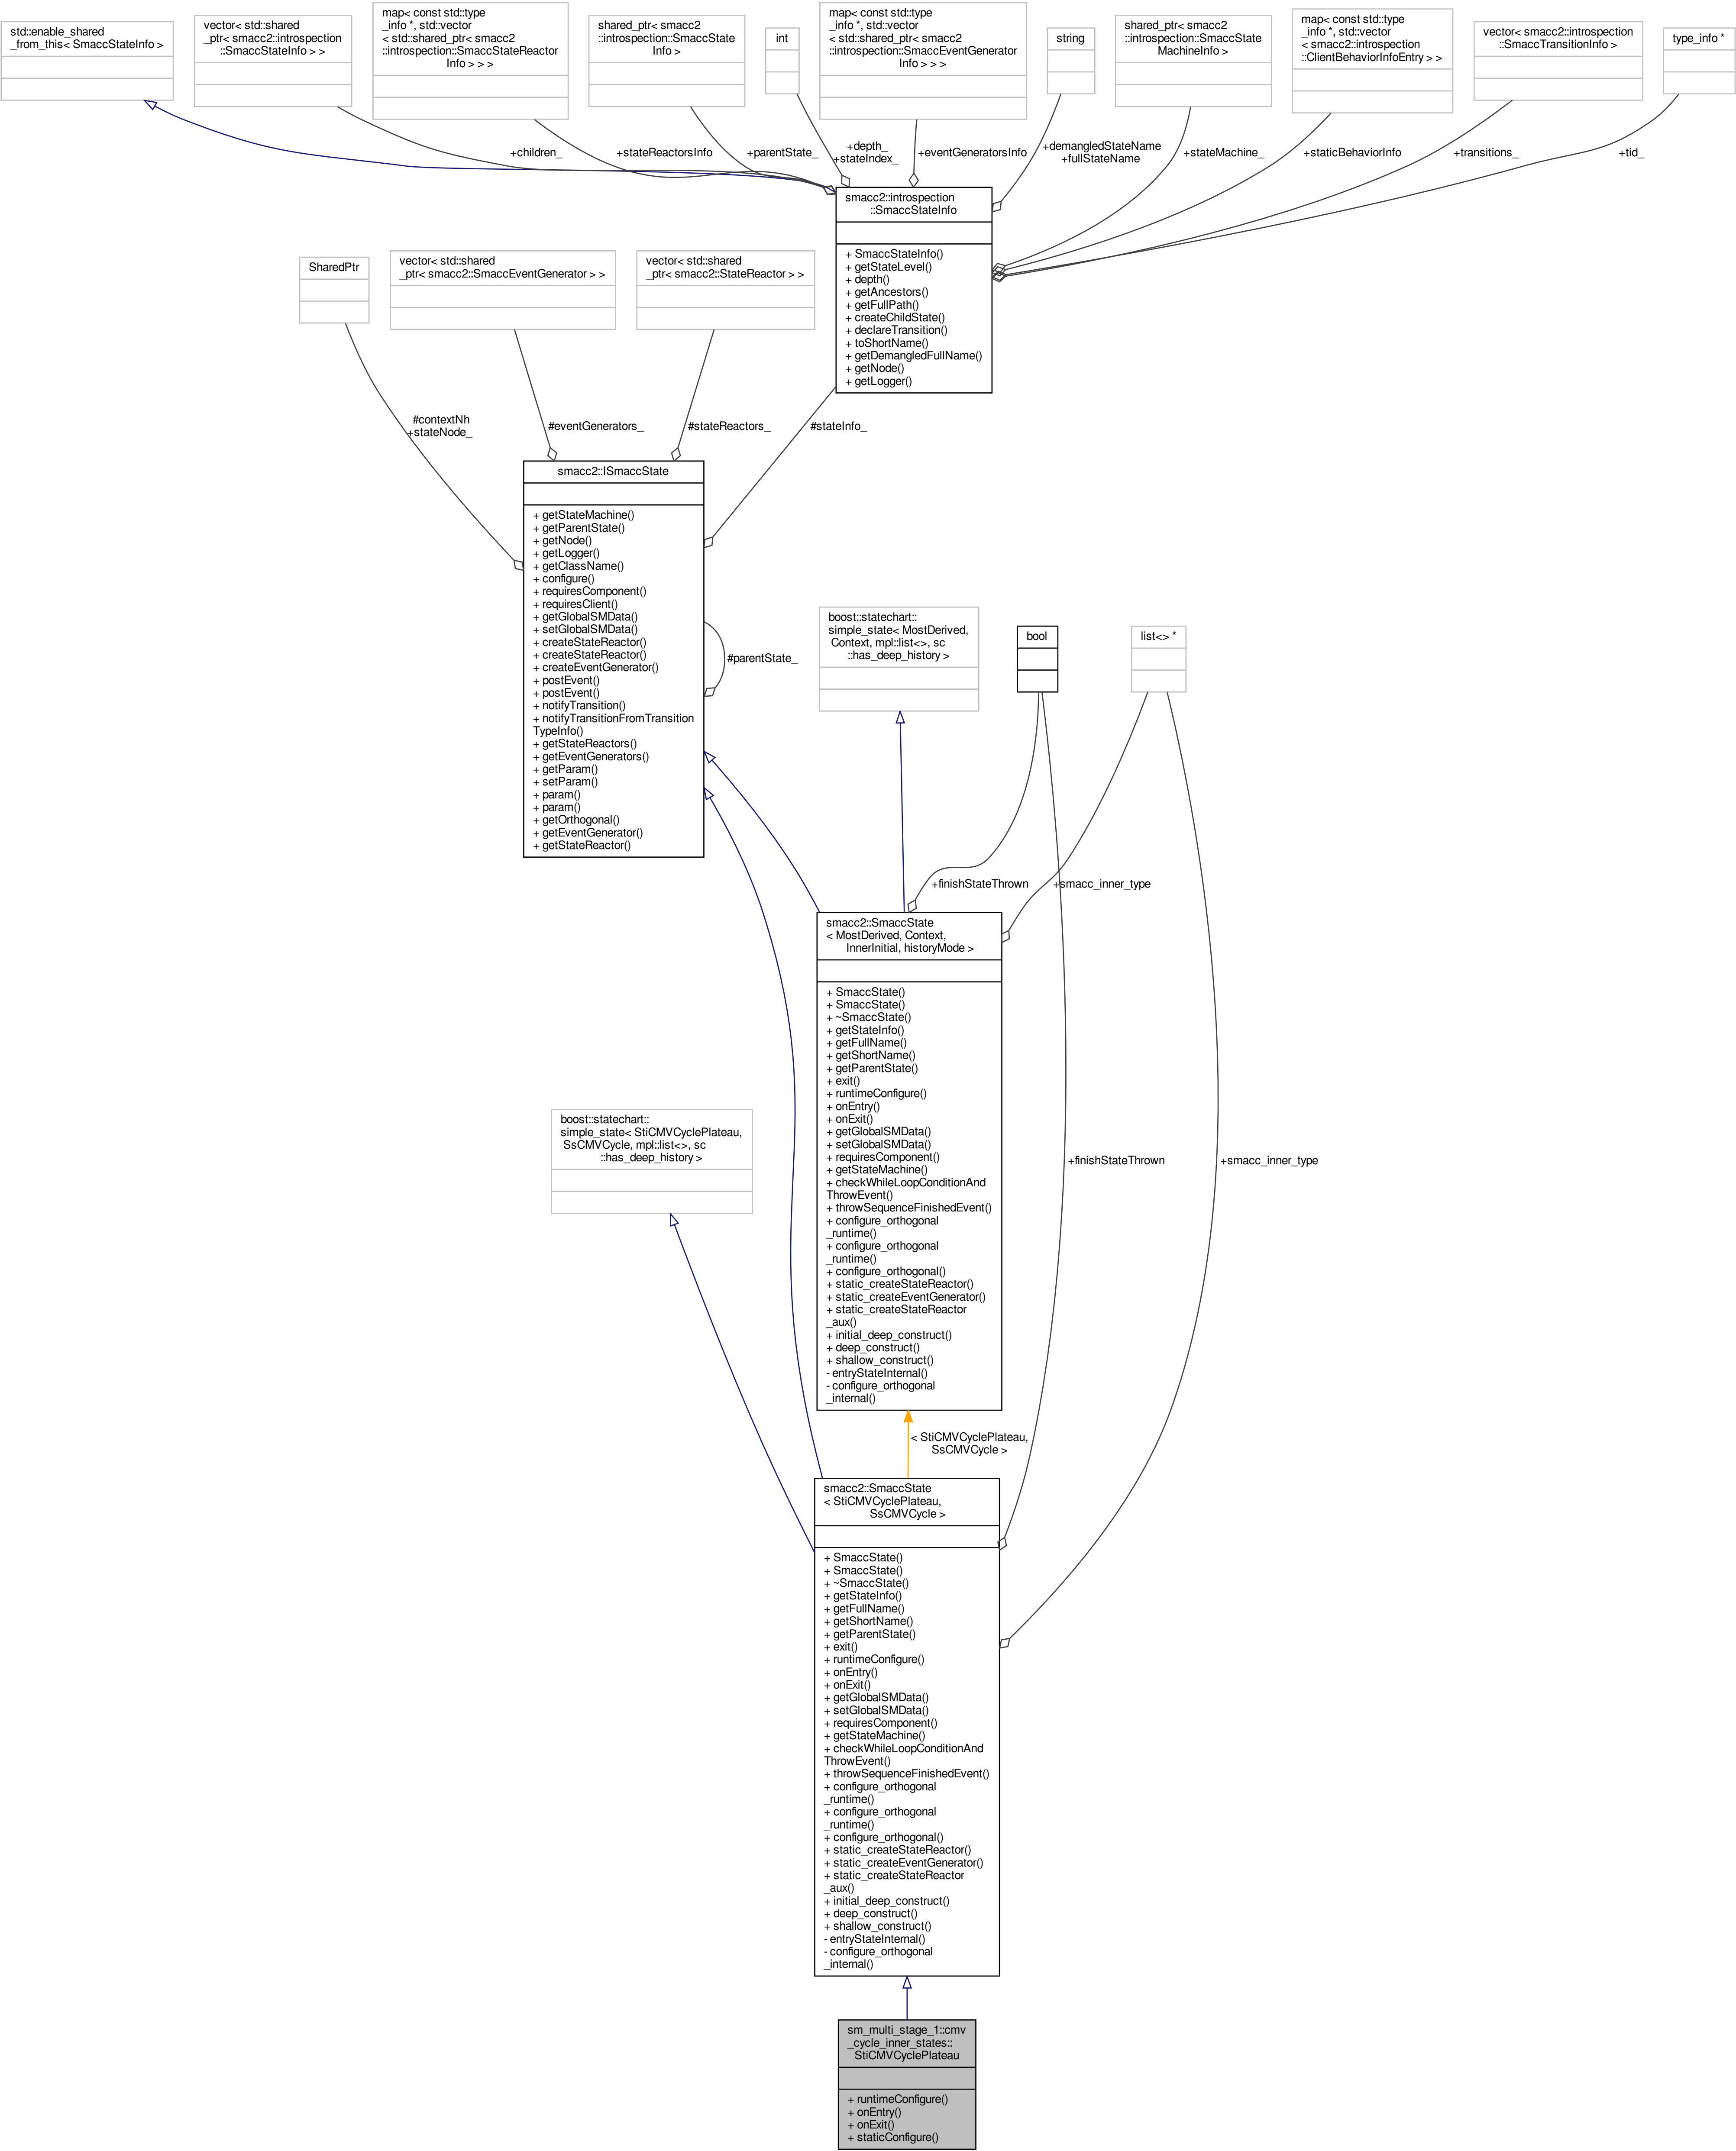 std::enable_shared
_from_this< SmaccStateInfo >
vector< std::shared
_ptr< smacc2::introspection
::SmaccStateInfo > >
map< const std::type
_info *, std::vector
< std::shared_ptr< smacc2
::introspection::SmaccStateReactor
Info > > >
shared_ptr< smacc2
::introspection::SmaccState
Info >
int
map< const std::type
_info *, std::vector
< std::shared_ptr< smacc2
::introspection::SmaccEventGenerator
Info > > >
string
shared_ptr< smacc2
::introspection::SmaccState
MachineInfo >
map< const std::type
_info *, std::vector
< smacc2::introspection
::ClientBehaviorInfoEntry > >
vector< smacc2::introspection
::SmaccTransitionInfo >
type_info *
+children_
+stateReactorsInfo
+parentState_
+depth_
+stateIndex_
+eventGeneratorsInfo
+demangledStateName
+fullStateName
+stateMachine_
+staticBehaviorInfo
+transitions_
+tid_
smacc2::introspection
::SmaccStateInfo
+ SmaccStateInfo()
+ getStateLevel()
+ depth()
+ getAncestors()
+ getFullPath()
+ createChildState()
+ declareTransition()
+ toShortName()
+ getDemangledFullName()
+ getNode()
+ getLogger()
SharedPtr
vector< std::shared
_ptr< smacc2::SmaccEventGenerator > >
vector< std::shared
_ptr< smacc2::StateReactor > >
#contextNh
+stateNode_
#eventGenerators_
#stateReactors_
#stateInfo_
smacc2::ISmaccState
+ getStateMachine()
+ getParentState()
+ getNode()
+ getLogger()
+ getClassName()
+ configure()
+ requiresComponent()
+ requiresClient()
+ getGlobalSMData()
+ setGlobalSMData()
+ createStateReactor()
+ createStateReactor()
+ createEventGenerator()
+ postEvent()
+ postEvent()
+ notifyTransition()
+ notifyTransitionFromTransition
TypeInfo()
+ getStateReactors()
+ getEventGenerators()
+ getParam()
+ setParam()
+ param()
+ param()
+ getOrthogonal()
+ getEventGenerator()
+ getStateReactor()
#parentState_
boost::statechart::
simple_state< MostDerived,
Context, mpl::list<>, sc
::has_deep_history >
bool
list<> *
+finishStateThrown
+smacc_inner_type
smacc2::SmaccState
< MostDerived, Context,
InnerInitial, historyMode >
+ SmaccState()
+ SmaccState()
+ ~SmaccState()
+ getStateInfo()
+ getFullName()
+ getShortName()
+ getParentState()
+ exit()
+ runtimeConfigure()
+ onEntry()
+ onExit()
+ getGlobalSMData()
+ setGlobalSMData()
+ requiresComponent()
+ getStateMachine()
+ checkWhileLoopConditionAnd
ThrowEvent()
+ throwSequenceFinishedEvent()
+ configure_orthogonal
_runtime()
+ configure_orthogonal
_runtime()
+ configure_orthogonal()
+ static_createStateReactor()
+ static_createEventGenerator()
+ static_createStateReactor
_aux()
+ initial_deep_construct()
+ deep_construct()
+ shallow_construct()
- entryStateInternal()
- configure_orthogonal
_internal()
boost::statechart::
simple_state< StiCMVCyclePlateau,
SsCMVCycle, mpl::list<>, sc
::has_deep_history >
+finishStateThrown
+smacc_inner_type
< StiCMVCyclePlateau,
SsCMVCycle >
smacc2::SmaccState
< StiCMVCyclePlateau,
SsCMVCycle >
+ SmaccState()
+ SmaccState()
+ ~SmaccState()
+ getStateInfo()
+ getFullName()
+ getShortName()
+ getParentState()
+ exit()
+ runtimeConfigure()
+ onEntry()
+ onExit()
+ getGlobalSMData()
+ setGlobalSMData()
+ requiresComponent()
+ getStateMachine()
+ checkWhileLoopConditionAnd
ThrowEvent()
+ throwSequenceFinishedEvent()
+ configure_orthogonal
_runtime()
+ configure_orthogonal
_runtime()
+ configure_orthogonal()
+ static_createStateReactor()
+ static_createEventGenerator()
+ static_createStateReactor
_aux()
+ initial_deep_construct()
+ deep_construct()
+ shallow_construct()
- entryStateInternal()
- configure_orthogonal
_internal()
sm_multi_stage_1::cmv
_cycle_inner_states::
StiCMVCyclePlateau
+ runtimeConfigure()
+ onEntry()
+ onExit()
+ staticConfigure()